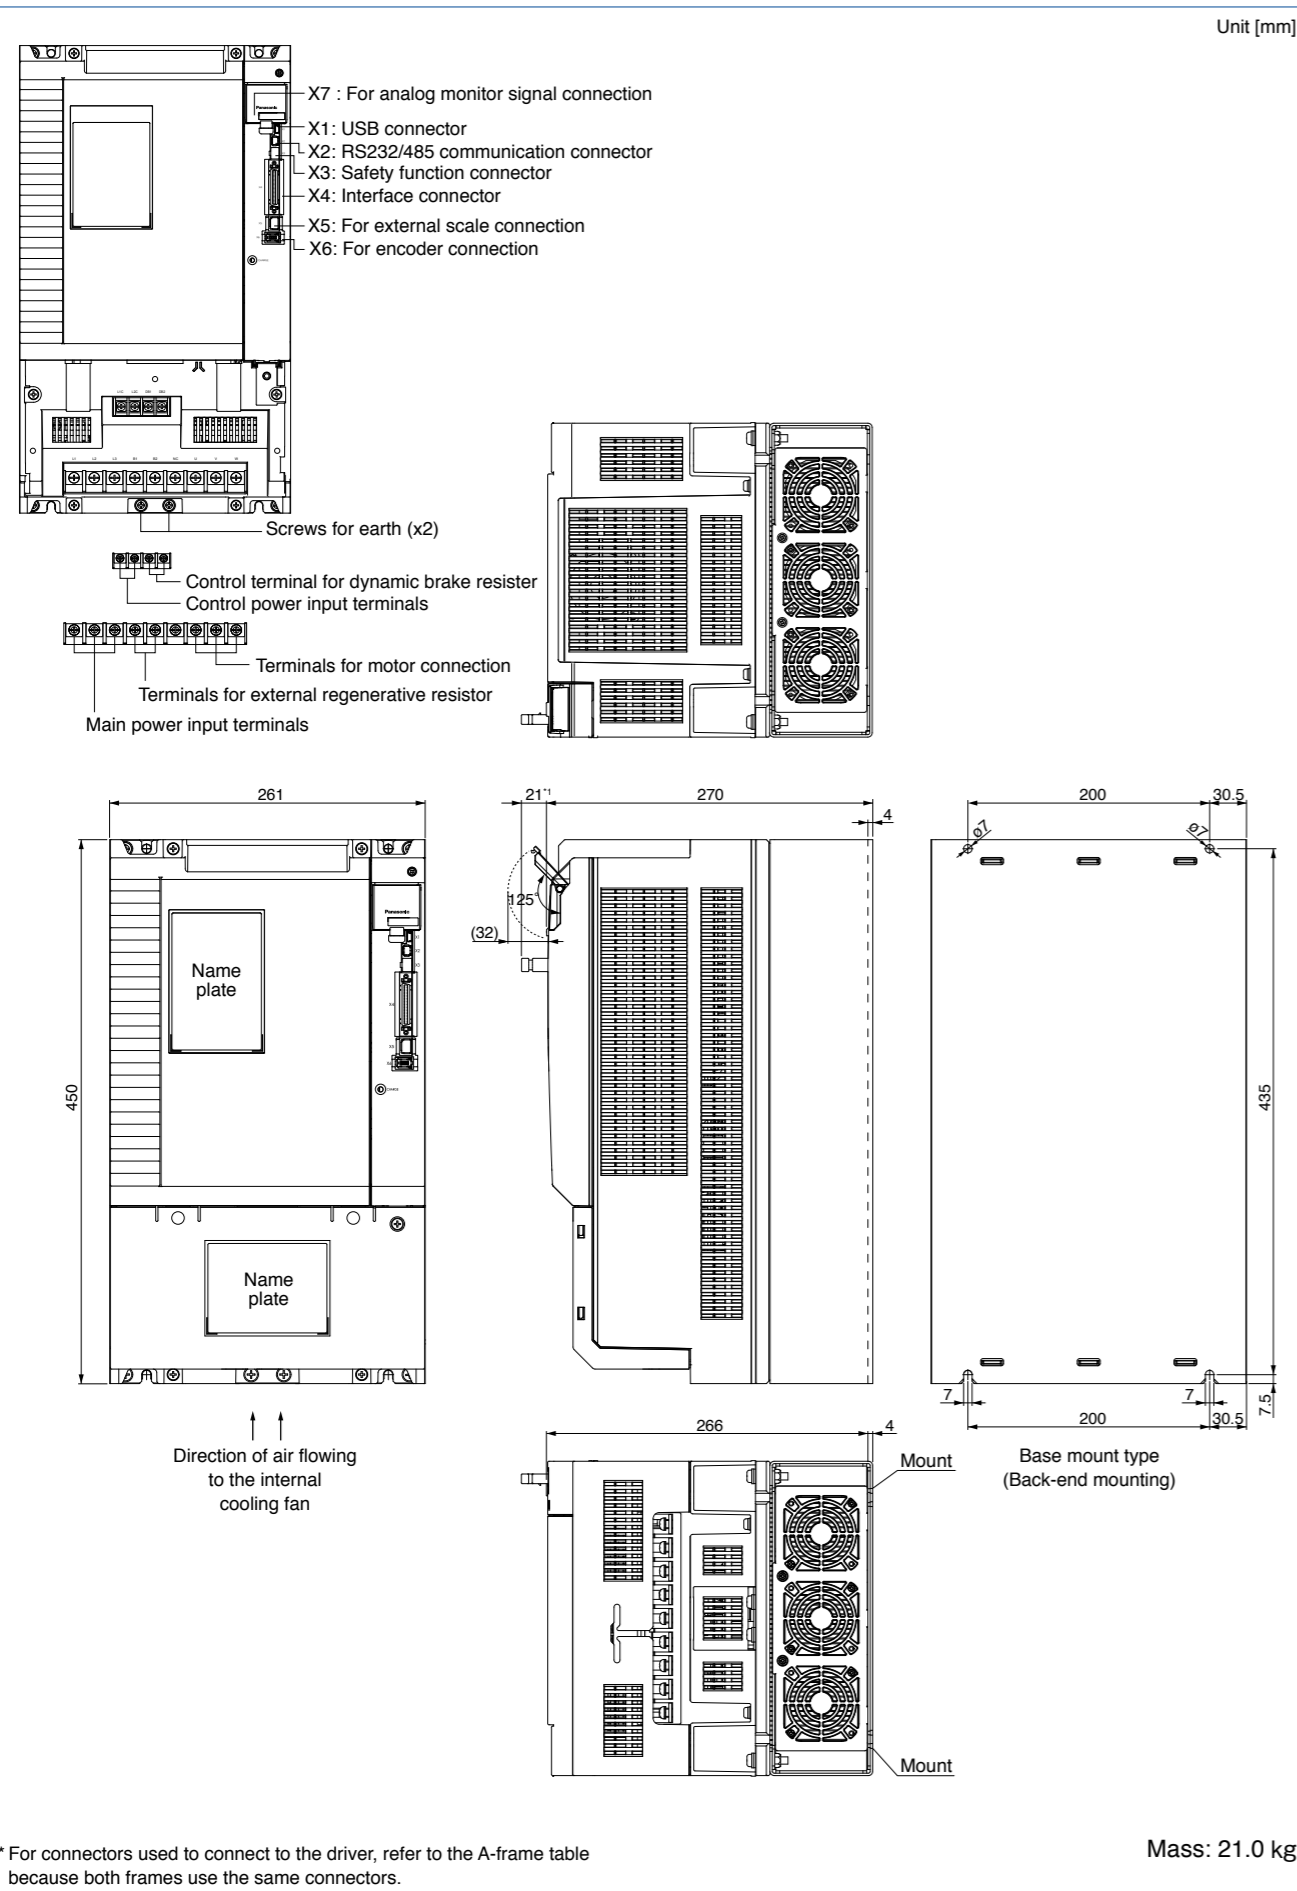 Unit [mm]
Panasonic
X7 : For analog monitor signal connection
X1: USB connector
X2: RS232/485 communication connector
X3: Safety function connector
X4: Interface connector
X5: For external scale connection
X6: For encoder connection
Screws for earth (x2)
Control terminal for dynamic brake resister
Control power input terminals
Terminals for motor connection
Terminals for external regenerative resistor
Main power input terminals
261
450
Panasonic
Name
plate
Name
plate
Direction of air flowing
to the internal
cooling fan
21*1
270
4
125°
(32)
200
30.5
ø7
ø7
435
7
7
7.5
200
30.5
Base mount type
(Back-end mounting)
266
4
Mount
Mount
* For connectors used to connect to the driver, refer to the A-frame table
because both frames use the same connectors.
Mass: 21.0 kg